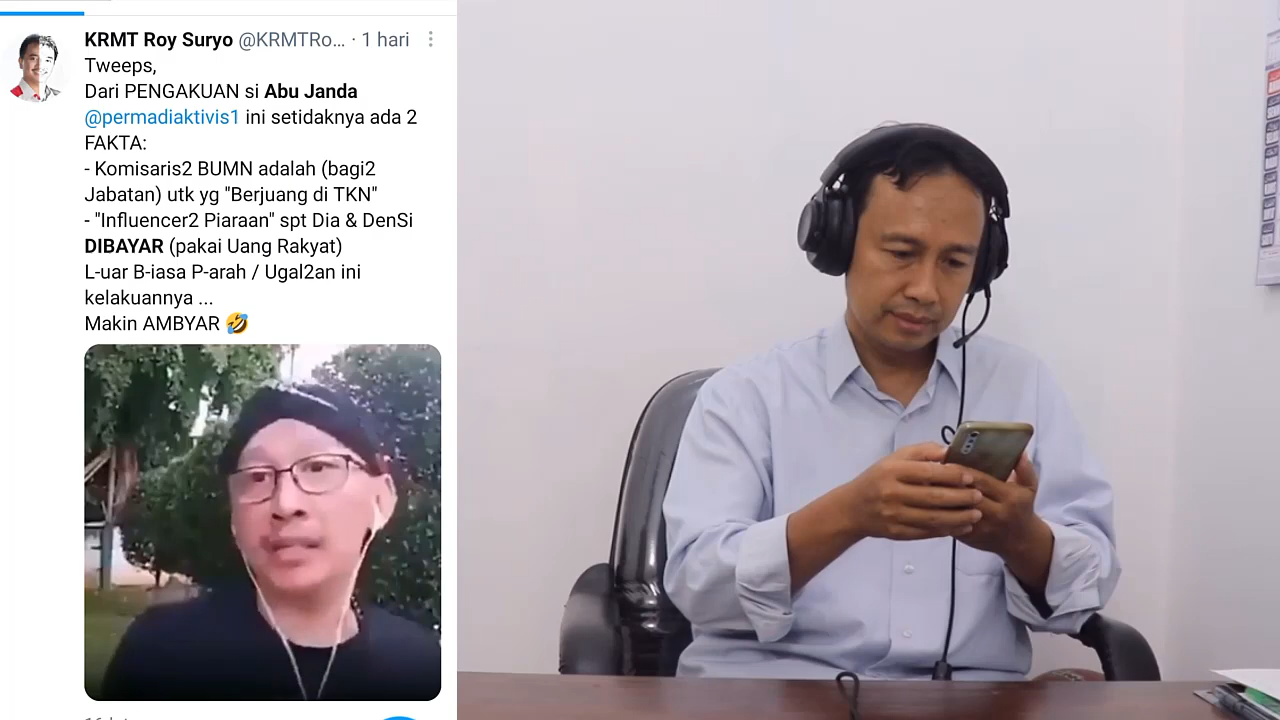 KRMT Roy Suryo @KRMTRo... · 1 hari
Tweeps,
Dari PENGAKUAN si Abu Janda
@permadiaktivis1 ini setidaknya ada 2
FAKTA:
- Komisaris2 BUMN adalah (bagi2
Jabatan) utk yg "Berjuang di TKN"
- "Influencer2 Piaraan" spt Dia & DenSi
DIBAYAR (pakai Uang Rakyat)
L-uar B-iasa P-arah / Ugal2an ini
kelakuannya ...
Makin AMBYAR 🤣